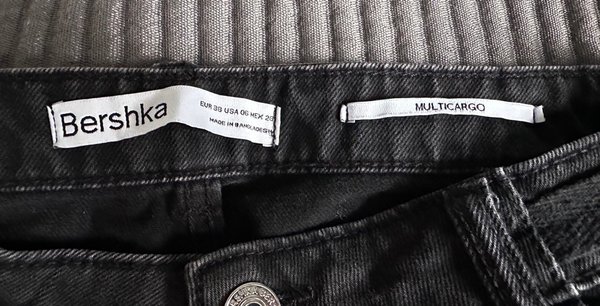 Bershka
EUR 38 USA 06 MEX 28
MADE IN BANGLADESH
MULTICARGO